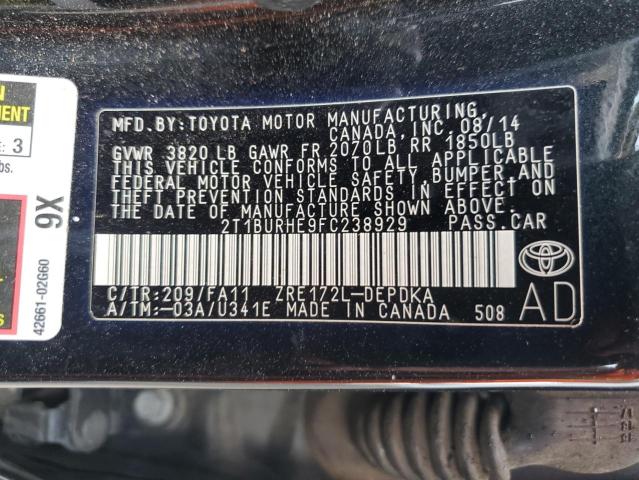 MFD.BY:TOYOTA MOTOR MANUFACTURING,
CANADA, INC. 08/14
GVWR 3820 LB GAWR FR 2070LB RR 1850LB
THIS VEHICLE CONFORMS TO ALL APPLICABLE
FEDERAL MOTOR VEHICLE SAFETY, BUMPER, AND
THEFT PREVENTION STANDARDS IN EFFECT ON
THE DATE OF MANUFACTURE SHOWN ABOVE.
2T1BURHE9FC238929 PASS.CAR
C/TR:209/FA11 ZRE172L-DEPDKA
A/TM:-03A/U341E MADE IN CANADA 508
AD
: 3
bs.
9X
42661-02G60